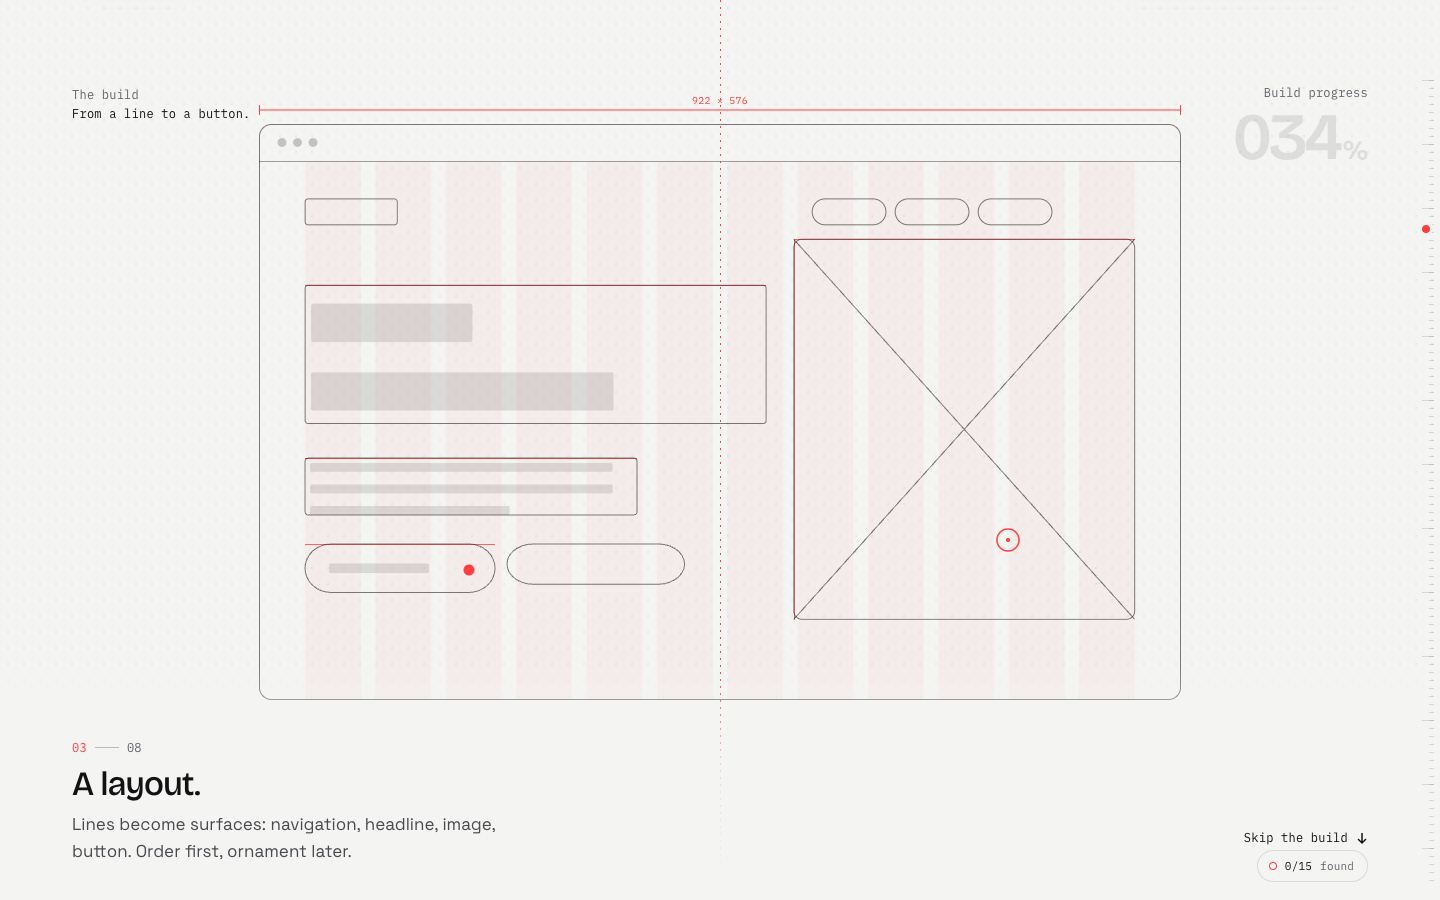 The build
From a line to a button.
922 × 576
Build progress
034%
03 — 08
A layout.
Lines become surfaces: navigation, headline, image,
button. Order first, ornament later.
Skip the build ↓
0/15 found